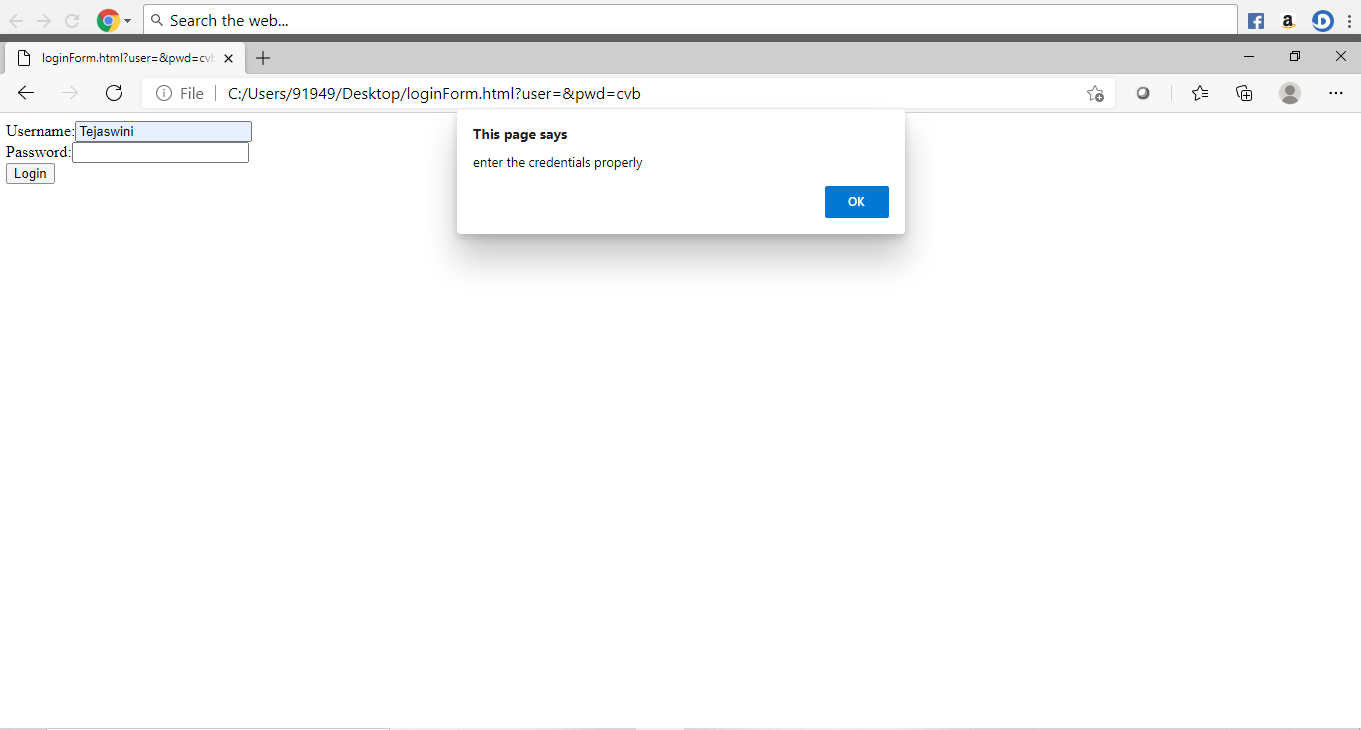 Search the web...
loginForm.html?user=&pwd=cvb
File C:/Users/91949/Desktop/loginForm.html?user=&pwd=cvb
This page says
enter the credentials properly
OK
Username: Tejaswini
Password:
Login